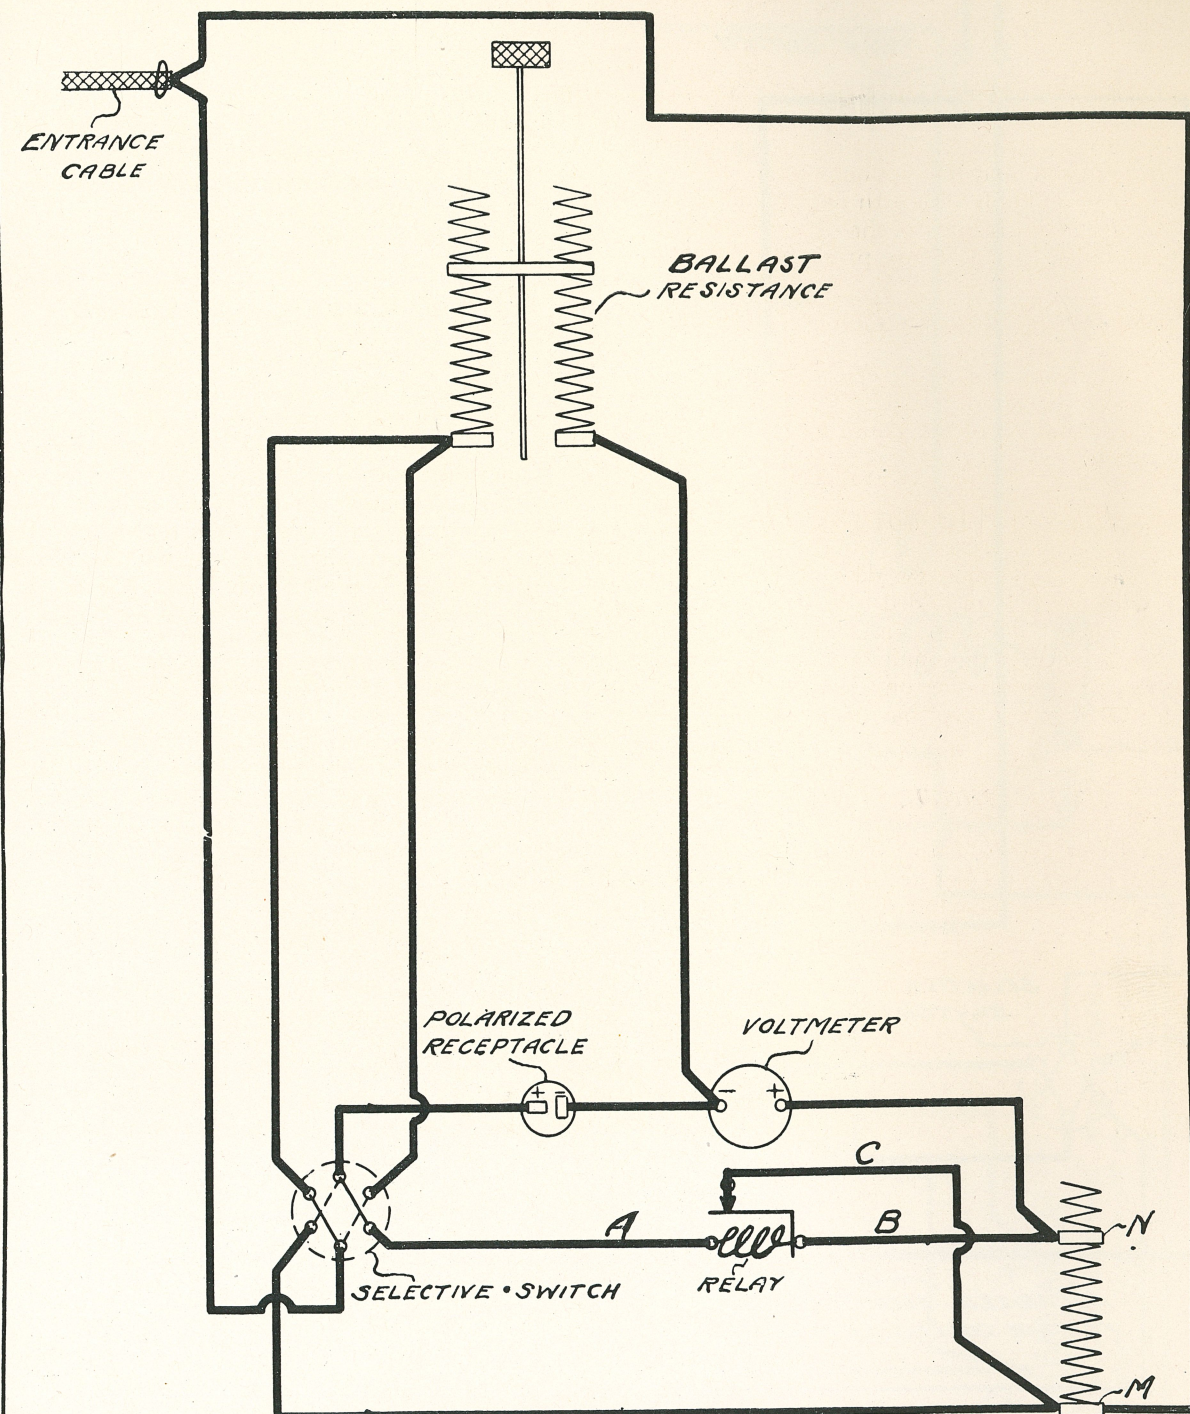 ENTRANCE
CABLE
BALLAST
RESISTANCE
POLARIZED
RECEPTACLE
+ -
VOLTMETER
- +
C
A
B
N
SELECTIVE • SWITCH
RELAY
M